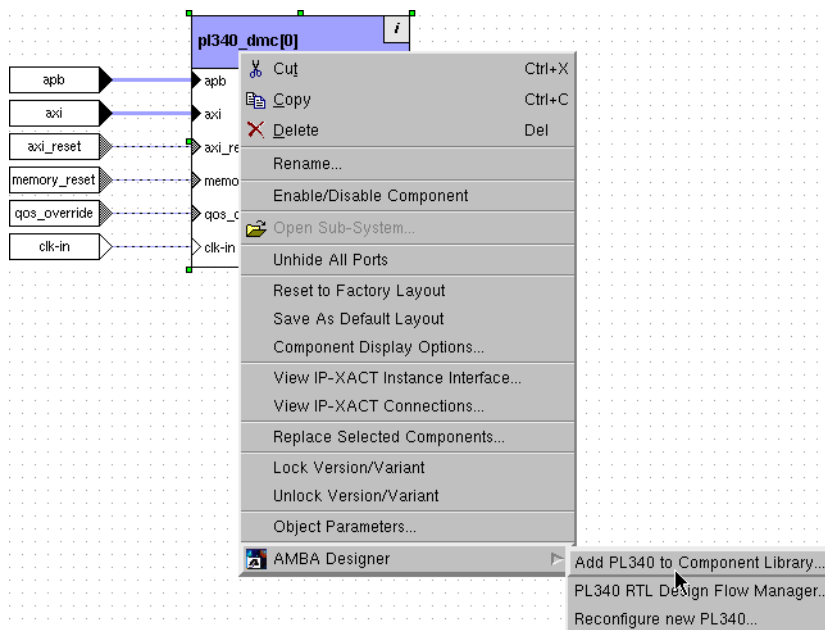 pl340_dmc[0]
i
apb
apb
axi
axi
axi_reset
axi_re
memory_reset
memo
qos_override
qos_c
clk-in
clk-in
Cut Ctrl+X
Copy Ctrl+C
Delete Del
Rename...
Enable/Disable Component
Open Sub-System...
Unhide All Ports
Reset to Factory Layout
Save As Default Layout
Component Display Options...
View IP-XACT Instance Interface...
View IP-XACT Connections...
Replace Selected Components...
Lock Version/Variant
Unlock Version/Variant
Object Parameters...
AMBA Designer
Add PL340 to Component Library...
PL340 RTL Design Flow Manager..
Reconfigure new PL340...